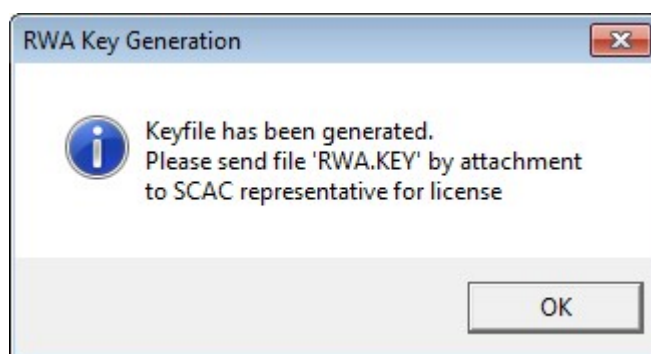 RWA Key Generation
Keyfile has been generated.
Please send file 'RWA.KEY' by attachment
to SCAC representative for license
OK